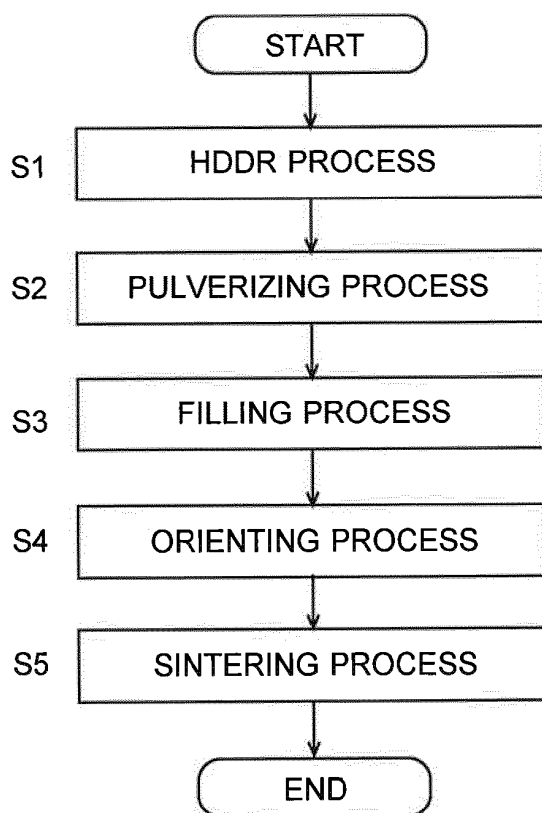 START
S1 HDDR PROCESS
S2 PULVERIZING PROCESS
S3 FILLING PROCESS
S4 ORIENTING PROCESS
S5 SINTERING PROCESS
END